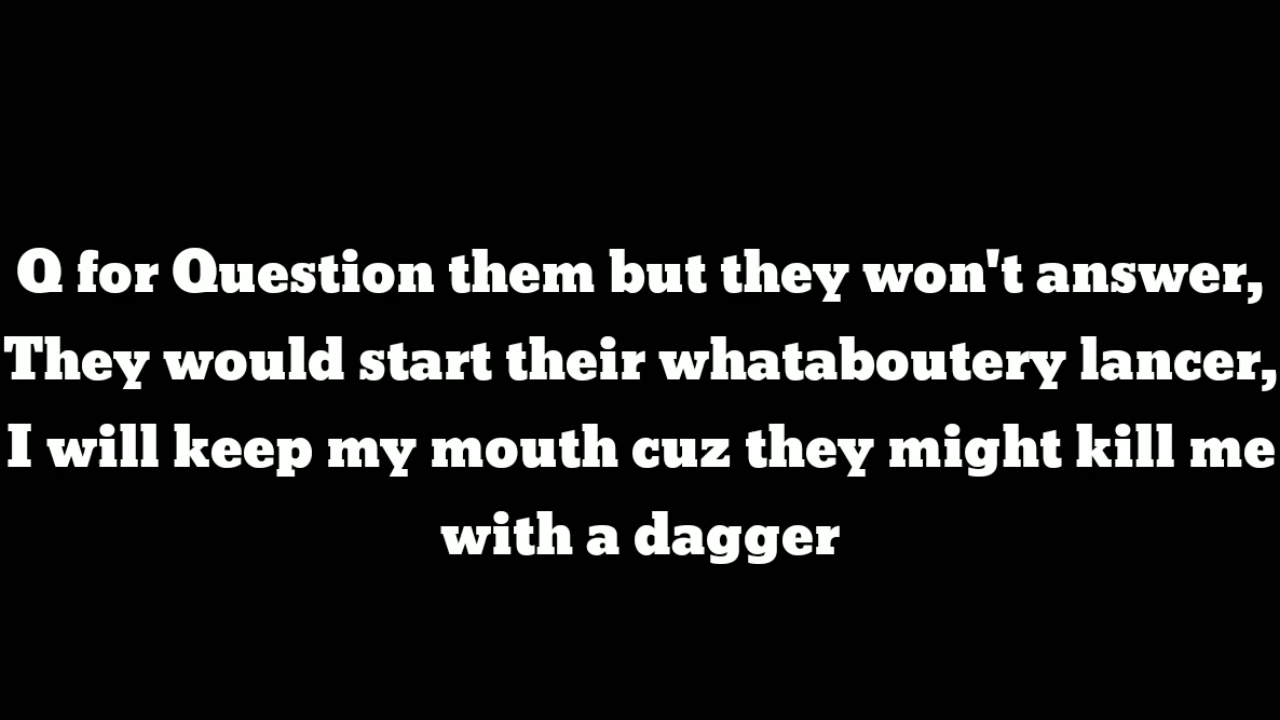 Q for Question them but they won't answer,
They would start their whataboutery lancer,
I will keep my mouth cuz they might kill me
with a dagger